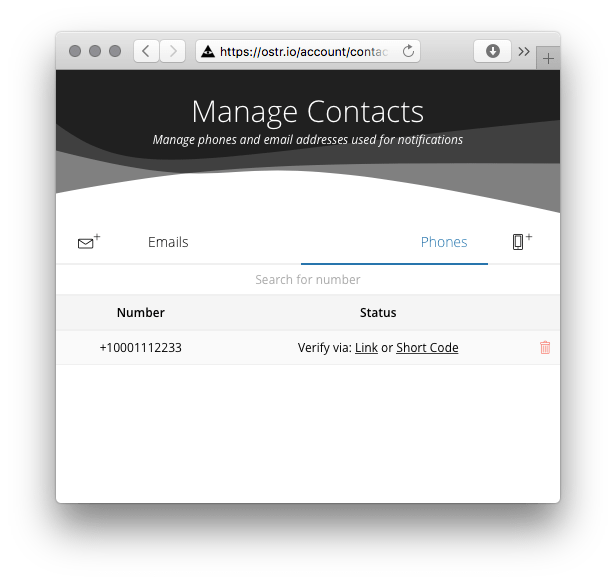 https://ostr.io/account/contac
Manage Contacts
Manage phones and email addresses used for notifications
Emails
Phones
Search for number
Number Status
+10001112233 Verify via: Link or Short Code